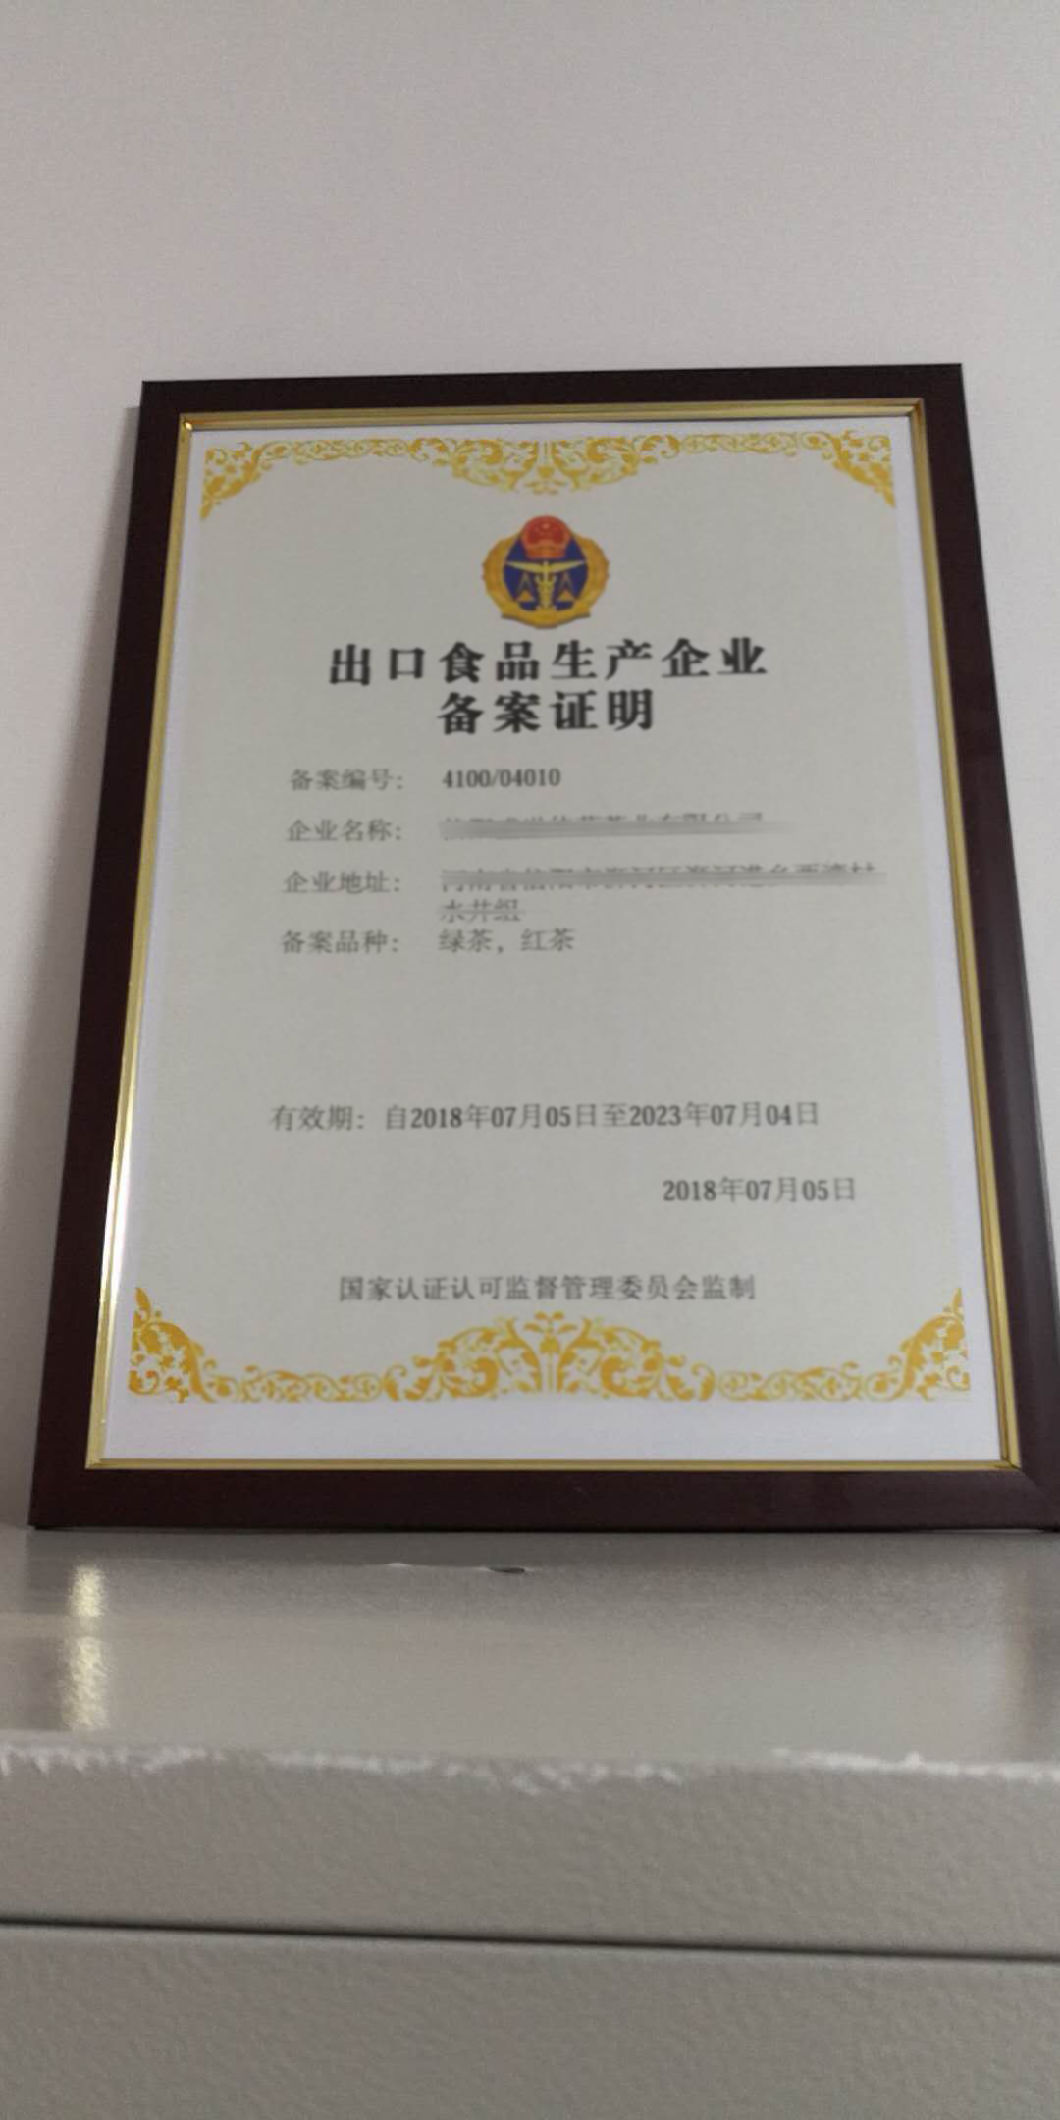 出口食品生产企业
备案证明
备案编号： 4100/04010
企业名称：
企业地址：
水井组
备案品种： 绿茶，红茶
有效期：自2018年07月05日至2023年07月04日
2018年07月05日
国家认证认可监督管理委员会监制